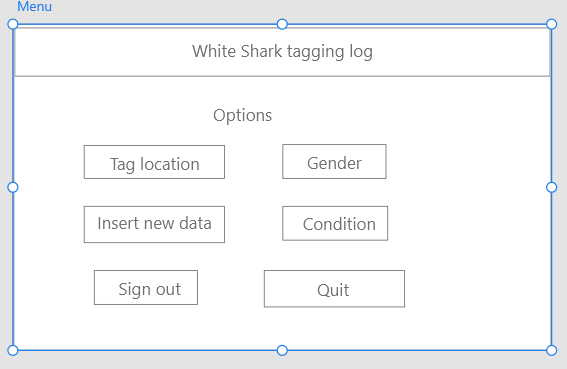 Menu
White Shark tagging log
Options
Tag location
Gender
Insert new data
Condition
Sign out
Quit